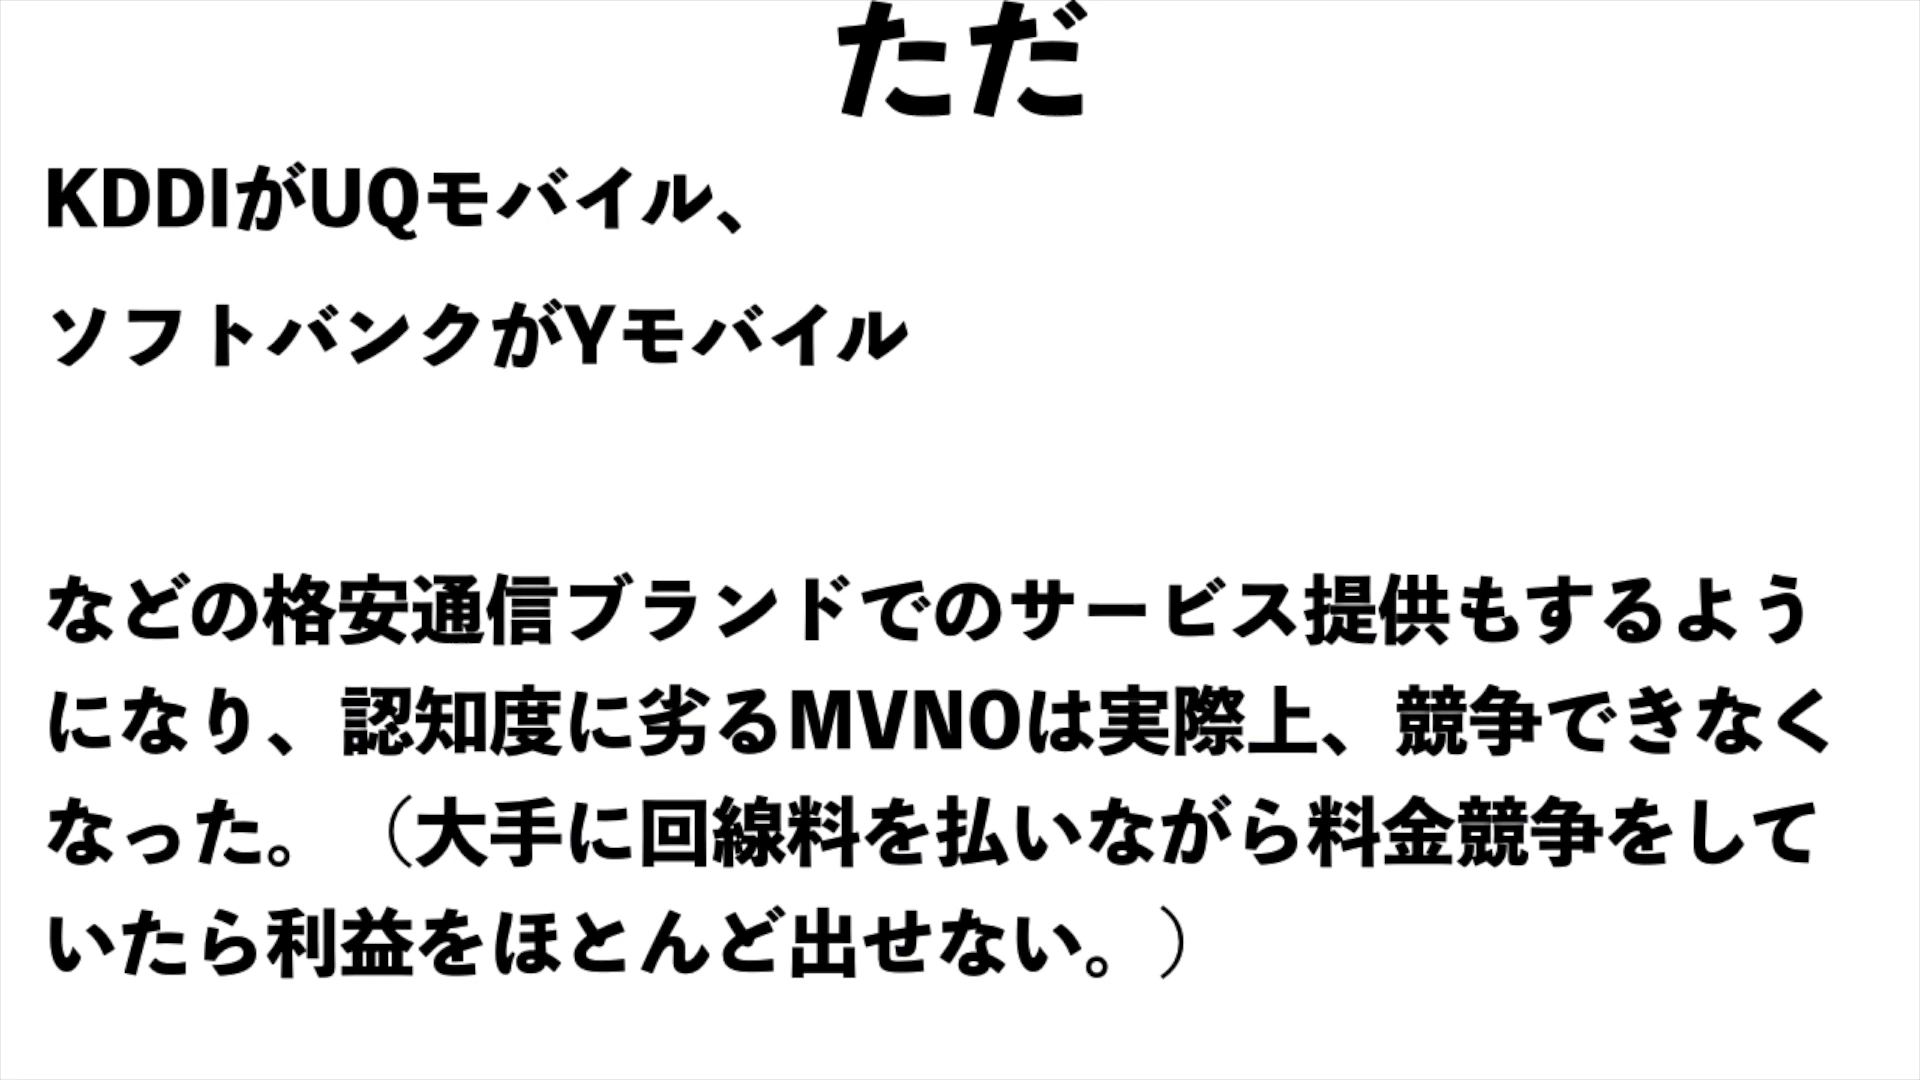 ただ
KDDIがUQモバイル、
ソフトバンクがYモバイル
などの格安通信ブランドでのサービス提供もするよう
になり、認知度に劣るMVNOは実際上、競争できなく
なった。（大手に回線料を払いながら料金競争をして
いたら利益をほとんど出せない。）